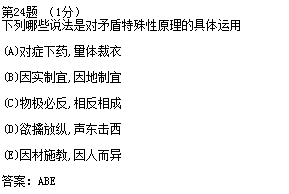 第24题 (1分)
下列哪些说法是对矛盾特殊性原理的具体运用
(A)对症下药,量体裁衣
(B)因实制宜,因地制宜
(C)物极必反,相反相成
(D)欲擒故纵,声东击西
(E)因材施教,因人而异
答案: ABE